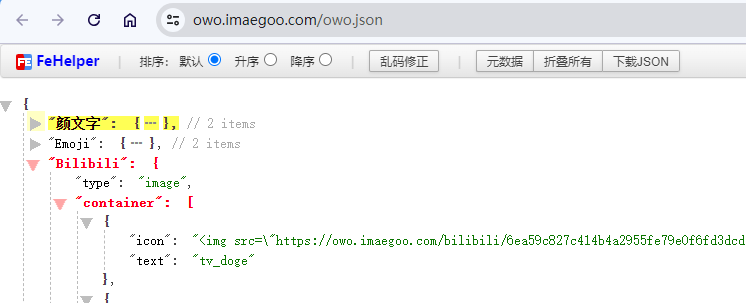 owo.imaegoo.com/owo.json
FeHelper | 排序: 默认 升序 降序 | 乱码修正 | 元数据 折叠所有 下载JSON
{
"颜文字": { ··· }, // 2 items
"Emoji": { ··· }, // 2 items
"Bilibili": {
"type": "image",
"container": [
{
"icon": "<img src=\"https://owo.imaegoo.com/bilibili/6ea59c827c414b4a2955fe79e0f6fd3dcd
"text": "tv_doge"
},
{